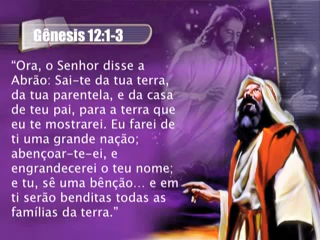 Gênesis 12:1-3
“Ora, o Senhor disse a
Abrão: Sai-te da tua terra,
da tua parentela, e da casa
de teu pai, para a terra que
eu te mostrarei. Eu farei de
ti uma grande nação;
abençoar-te-ei, e
engrandecerei o teu nome;
e tu, sê uma bênção... e em
ti serão benditas todas as
famílias da terra.”